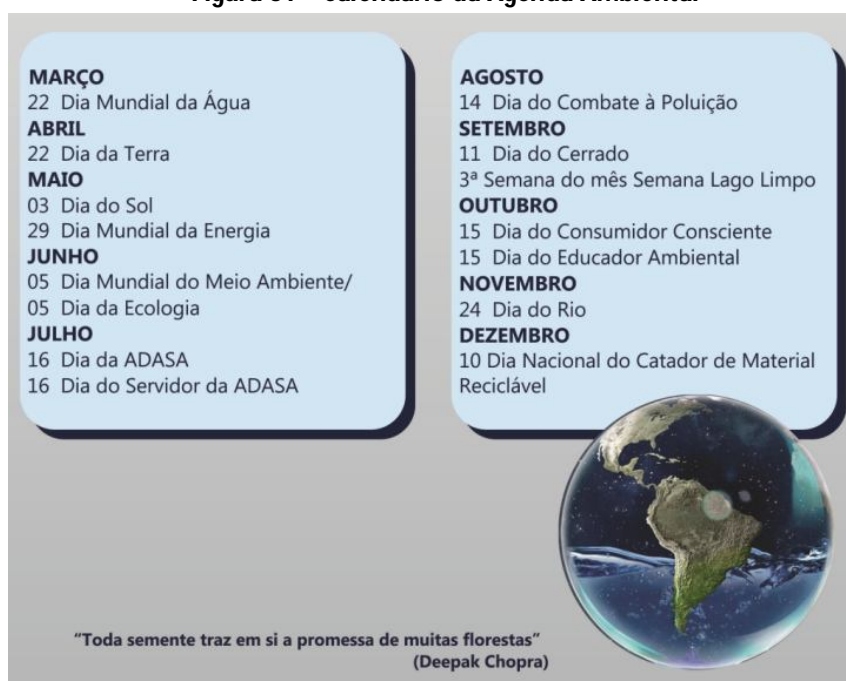 MARÇO
22 Dia Mundial da Água
ABRIL
22 Dia da Terra
MAIO
03 Dia do Sol
29 Dia Mundial da Energia
JUNHO
05 Dia Mundial do Meio Ambiente/
05 Dia da Ecologia
JULHO
16 Dia da ADASA
16 Dia do Servidor da ADASA
AGOSTO
14 Dia do Combate à Poluição
SETEMBRO
11 Dia do Cerrado
3ª Semana do mês Semana Lago Limpo
OUTUBRO
15 Dia do Consumidor Consciente
15 Dia do Educador Ambiental
NOVEMBRO
24 Dia do Rio
DEZEMBRO
10 Dia Nacional do Catador de Material
Reciclável
"Toda semente traz em si a promessa de muitas florestas"
(Deepak Chopra)